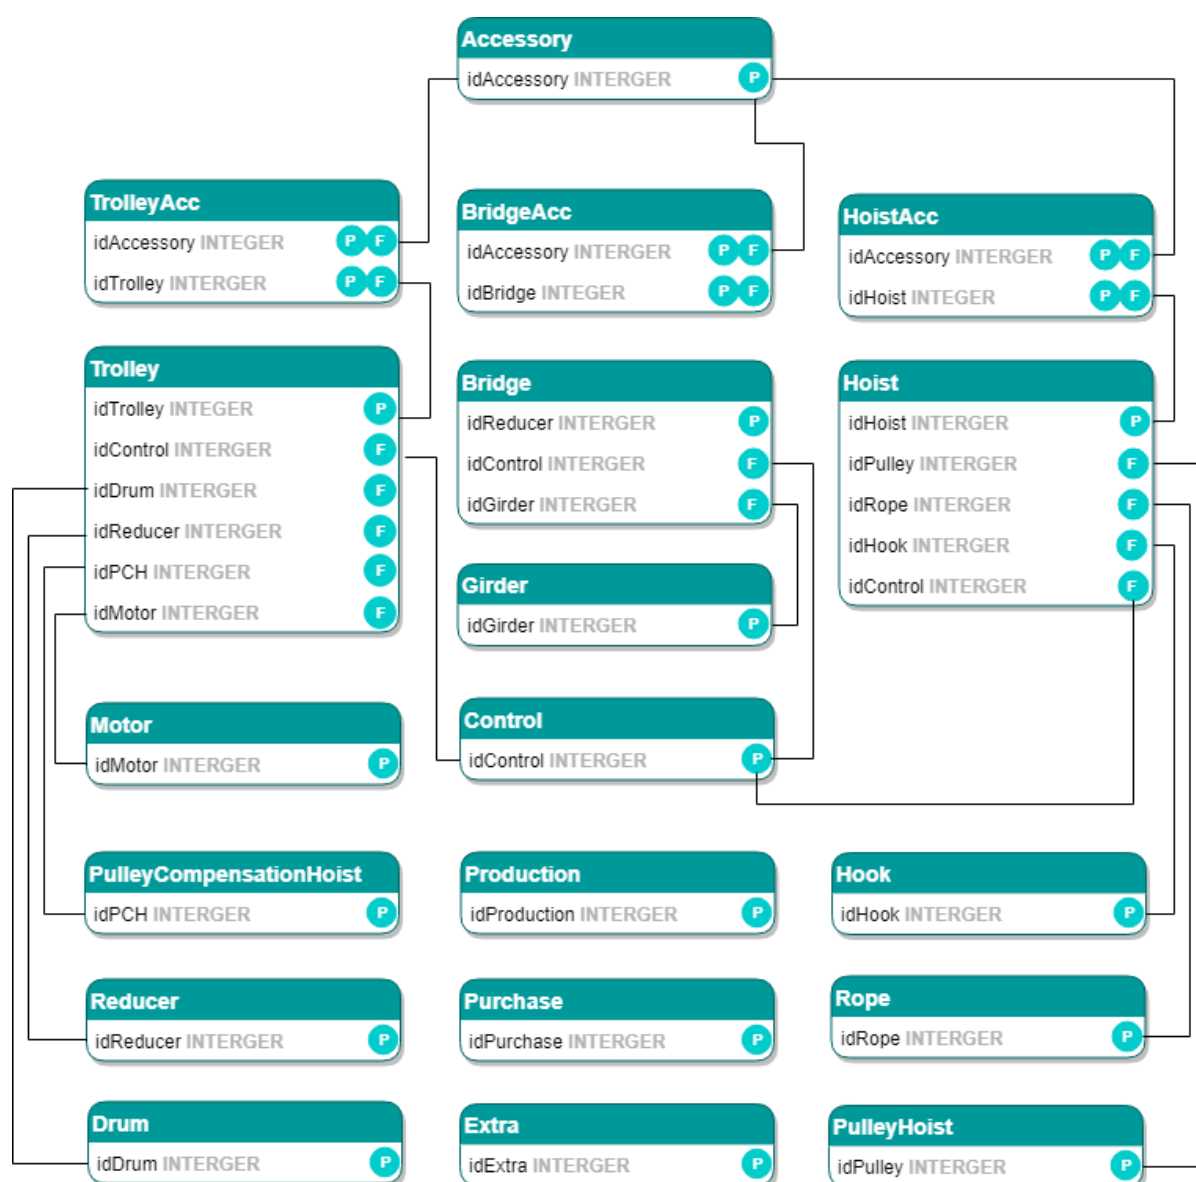 Accessory
idAccessory INTERGER P
TrolleyAcc
idAccessory INTEGER P F
idTrolley INTERGER P F
BridgeAcc
idAccessory INTERGER P F
idBridge INTEGER P F
HoistAcc
idAccessory INTERGER P F
idHoist INTEGER P F
Trolley
idTrolley INTEGER P
idControl INTERGER F
idDrum INTERGER F
idReducer INTERGER F
idPCH INTERGER F
idMotor INTERGER F
Bridge
idReducer INTERGER P
idControl INTERGER F
idGirder INTERGER F
Hoist
idHoist INTERGER P
idPulley INTERGER F
idRope INTERGER F
idHook INTERGER F
idControl INTERGER F
Girder
idGirder INTERGER P
Motor
idMotor INTERGER P
Control
idControl INTERGER P
PulleyCompensationHoist
idPCH INTERGER P
Production
idProduction INTERGER P
Hook
idHook INTERGER P
Reducer
idReducer INTERGER P
Purchase
idPurchase INTERGER P
Rope
idRope INTERGER P
Drum
idDrum INTERGER P
Extra
idExtra INTERGER P
PulleyHoist
idPulley INTERGER P